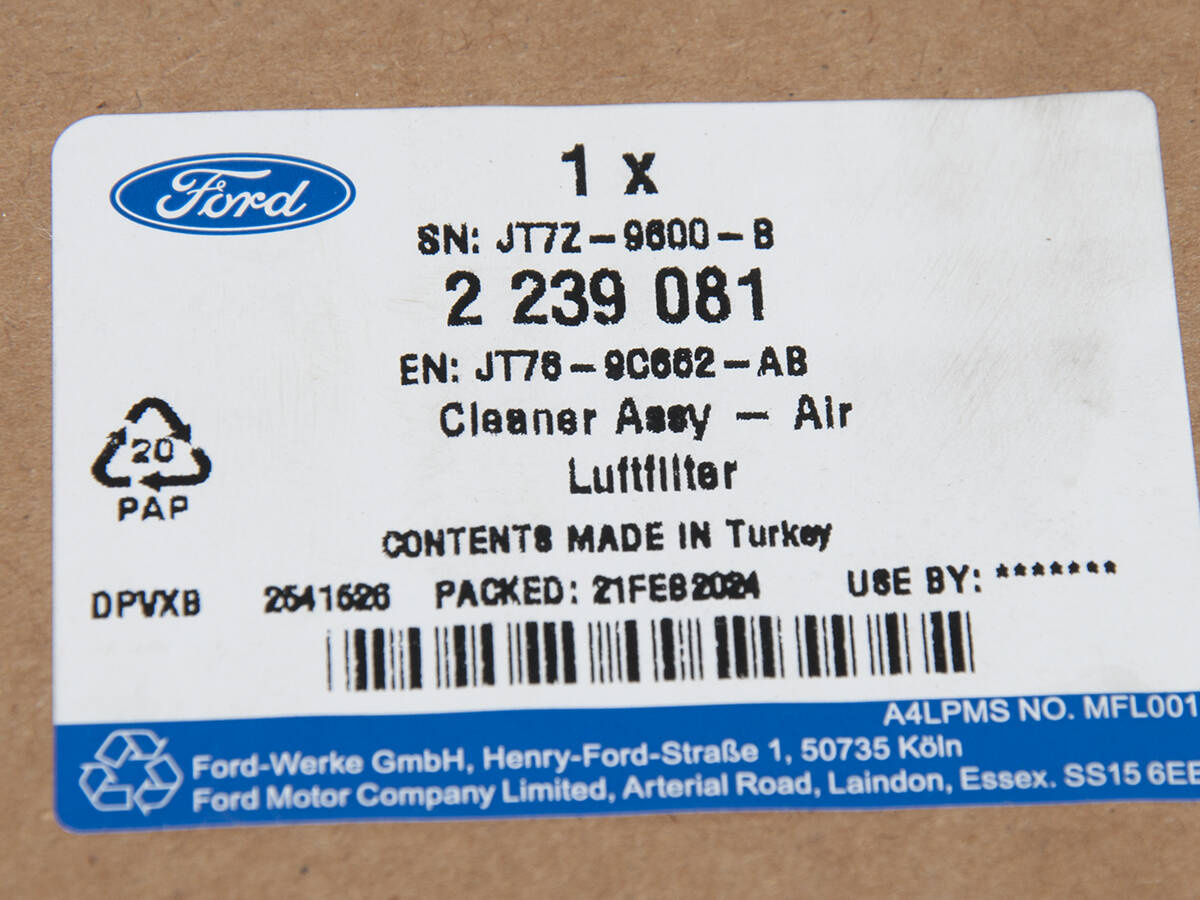 Ford
1 x
SN: JT7Z-9600-B
2 239 081
EN: JT76-9C662-AB
Cleaner Assy - Air
Luftfilter
20
PAP
CONTENTS MADE IN Turkey
DPVXB 2541526 PACKED: 21FEB2024 USE BY: *******
A4LPMS NO. MFL001
Ford-Werke GmbH, Henry-Ford-Straße 1, 50735 Köln
Ford Motor Company Limited, Arterial Road, Laindon, Essex. SS15 6EE